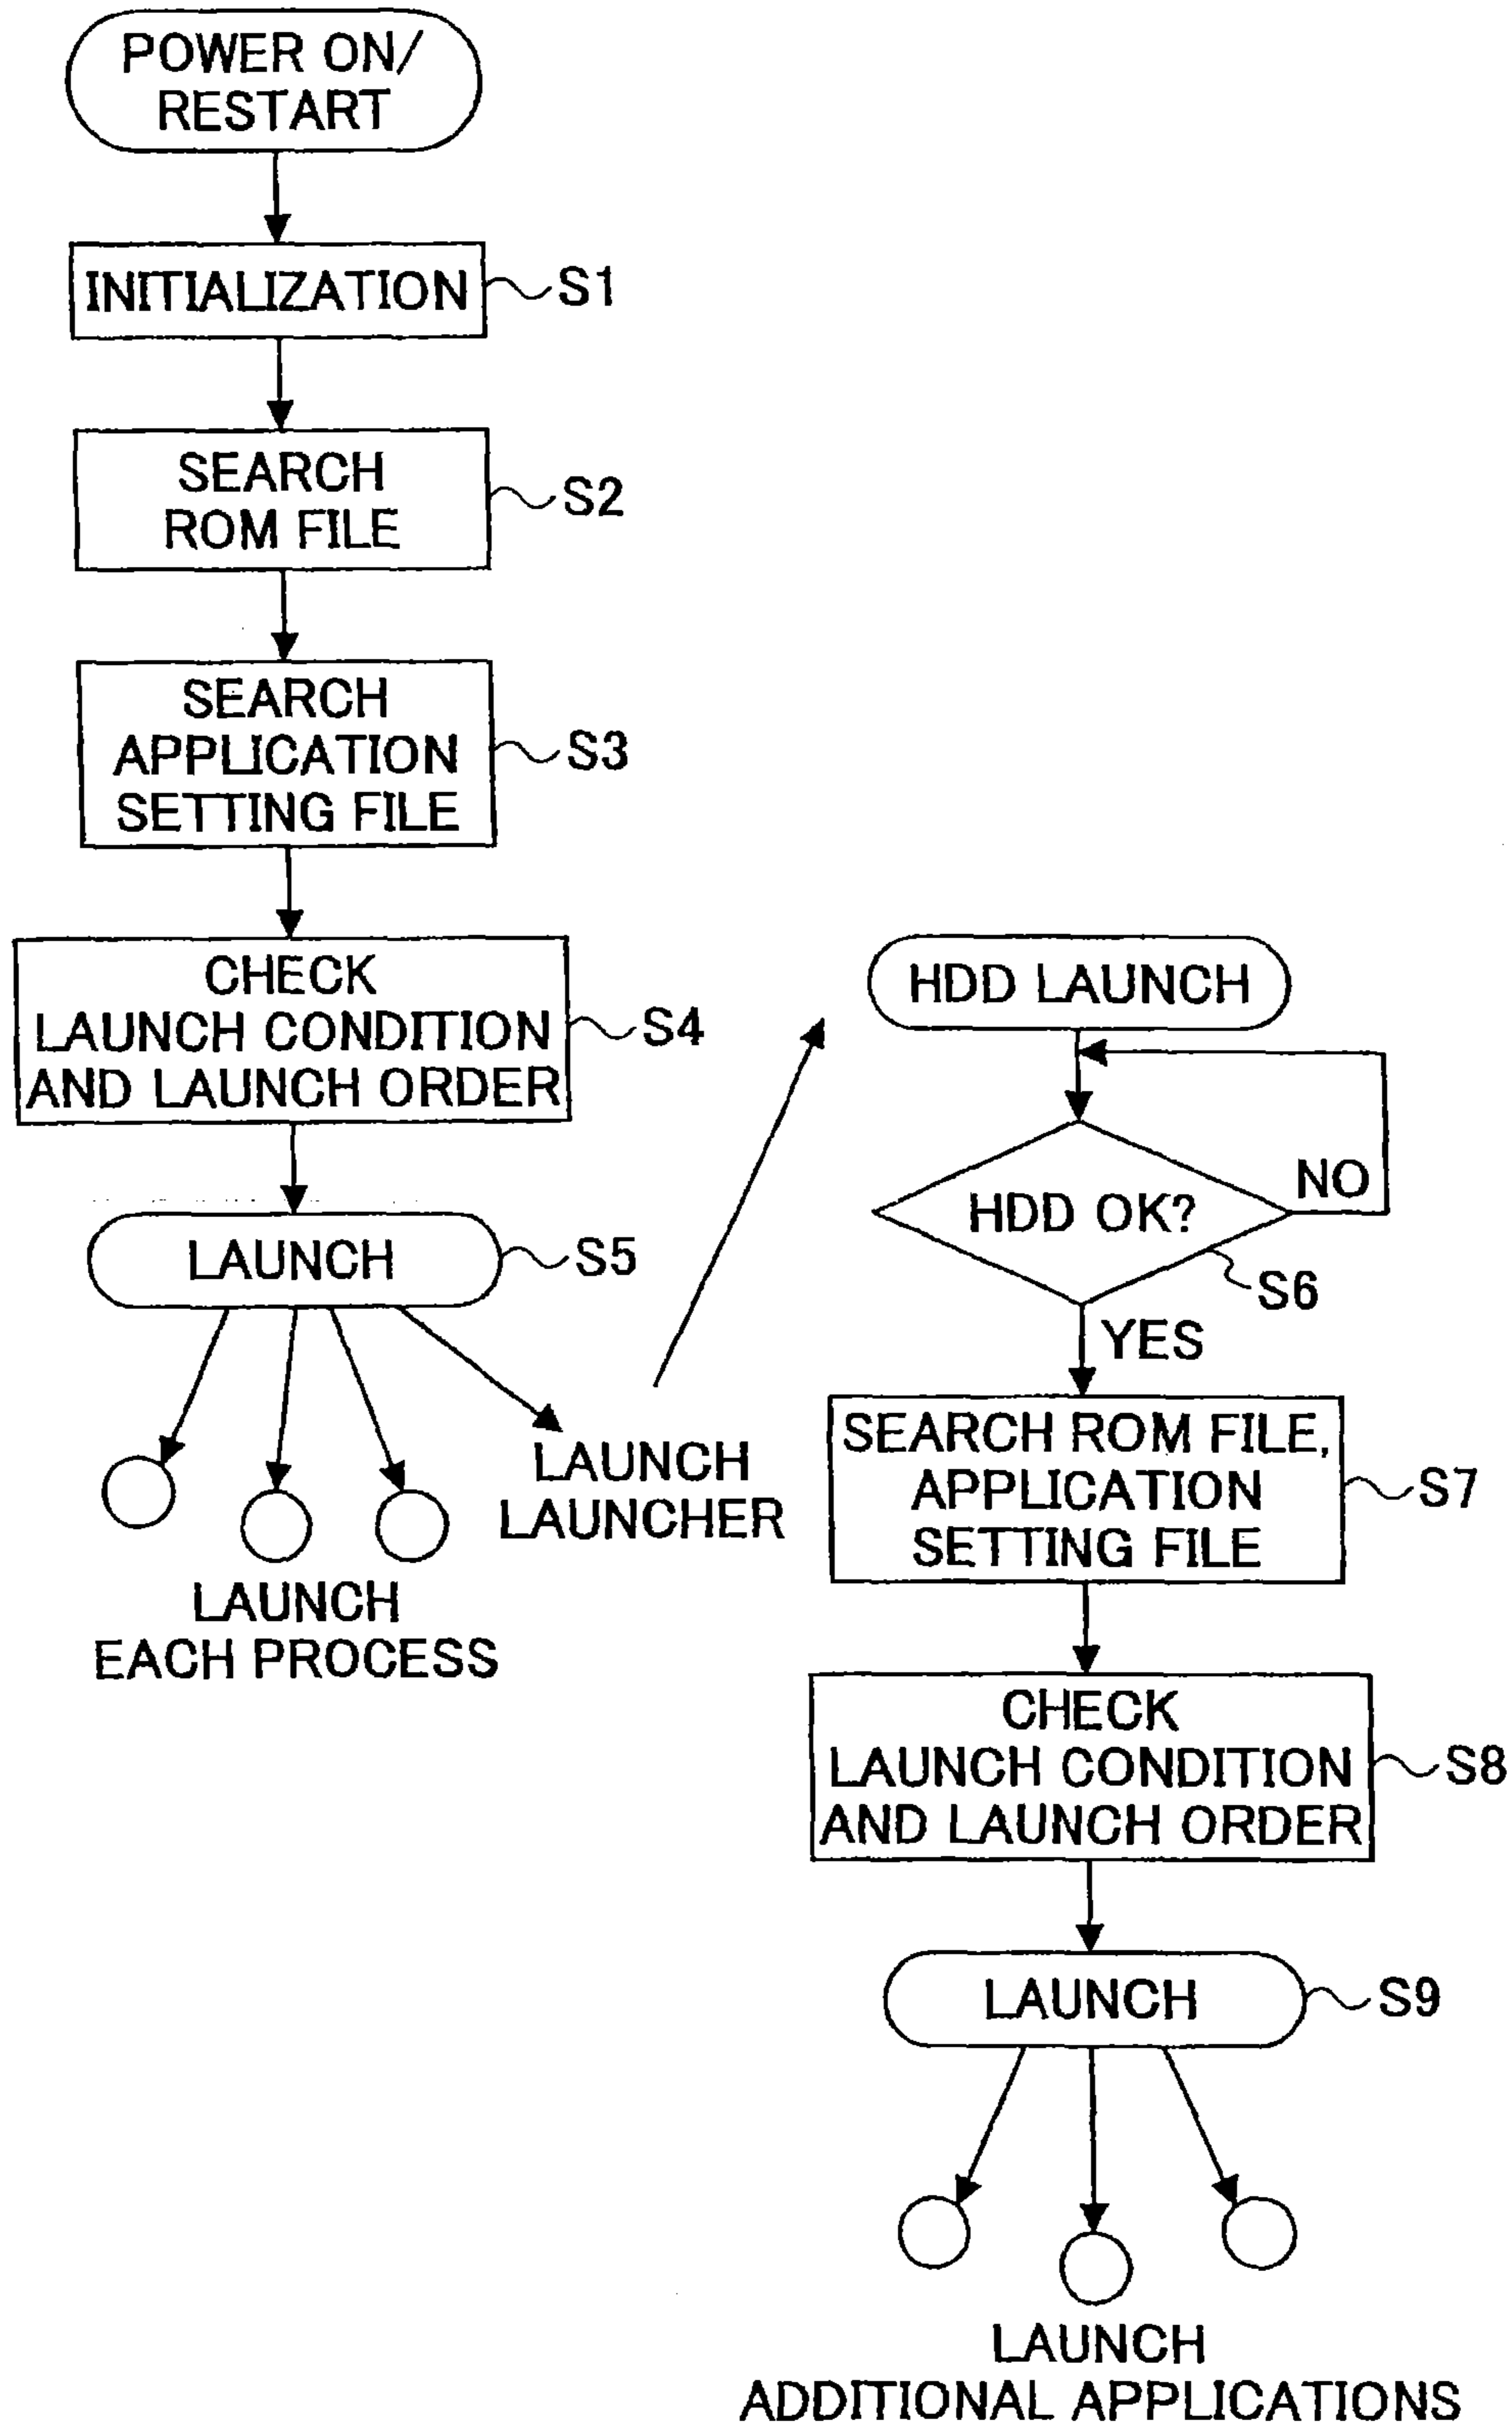 POWER ON/
RESTART
INITIALIZATION
S1
SEARCH
ROM FILE
S2
SEARCH
APPLICATION
SETTING FILE
S3
CHECK
LAUNCH CONDITION
AND LAUNCH ORDER
S4
LAUNCH
S5
LAUNCH
EACH PROCESS
LAUNCH
LAUNCHER
HDD LAUNCH
HDD OK?
NO
S6
YES
SEARCH ROM FILE,
APPLICATION
SETTING FILE
S7
CHECK
LAUNCH CONDITION
AND LAUNCH ORDER
S8
LAUNCH
S9
LAUNCH
ADDITIONAL APPLICATIONS